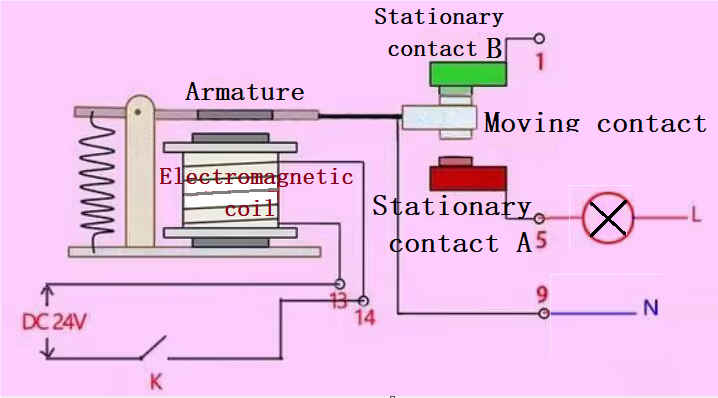 Stationary
contact B
1
Armature
Moving contact
Electromagnetic
coil
Stationary
contact A
5
L
13
14
9
N
DC 24V
K